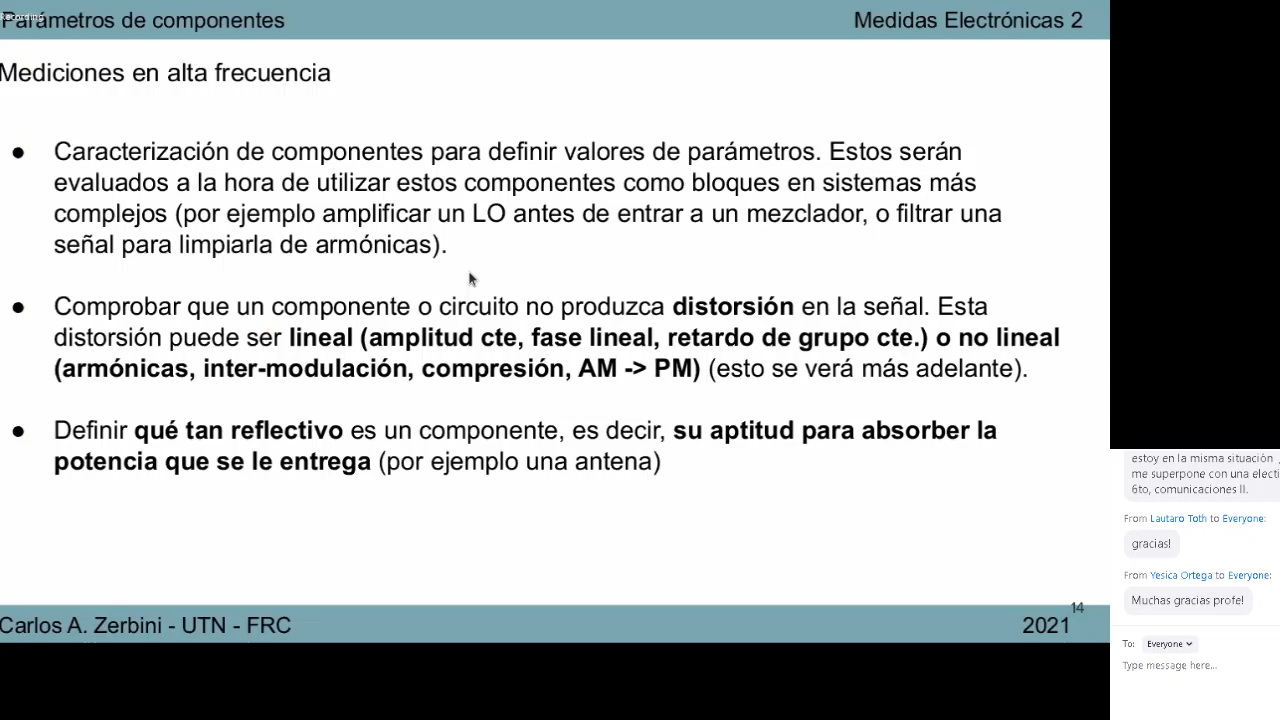 Recording
Parámetros de componentes
Medidas Electrónicas 2
Mediciones en alta frecuencia
● Caracterización de componentes para definir valores de parámetros. Estos serán
evaluados a la hora de utilizar estos componentes como bloques en sistemas más
complejos (por ejemplo amplificar un LO antes de entrar a un mezclador, o filtrar una
señal para limpiarla de armónicas).
● Comprobar que un componente o circuito no produzca distorsión en la señal. Esta
distorsión puede ser lineal (amplitud cte, fase lineal, retardo de grupo cte.) o no lineal
(armónicas, inter-modulación, compresión, AM -> PM) (esto se verá más adelante).
● Definir qué tan reflectivo es un componente, es decir, su aptitud para absorber la
potencia que se le entrega (por ejemplo una antena)
14
Carlos A. Zerbini - UTN - FRC
2021
estoy en la misma situación ,
me superpone con una electi
6to, comunicaciones II.
From Lautaro Toth to Everyone:
gracias!
From Yesica Ortega to Everyone:
Muchas gracias profe!
To: Everyone
Type message here...